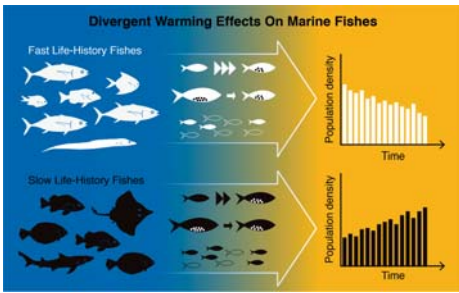 Divergent Warming Effects On Marine Fishes
Fast Life-History Fishes
Population density
Time
Slow Life-History Fishes
Population density
Time